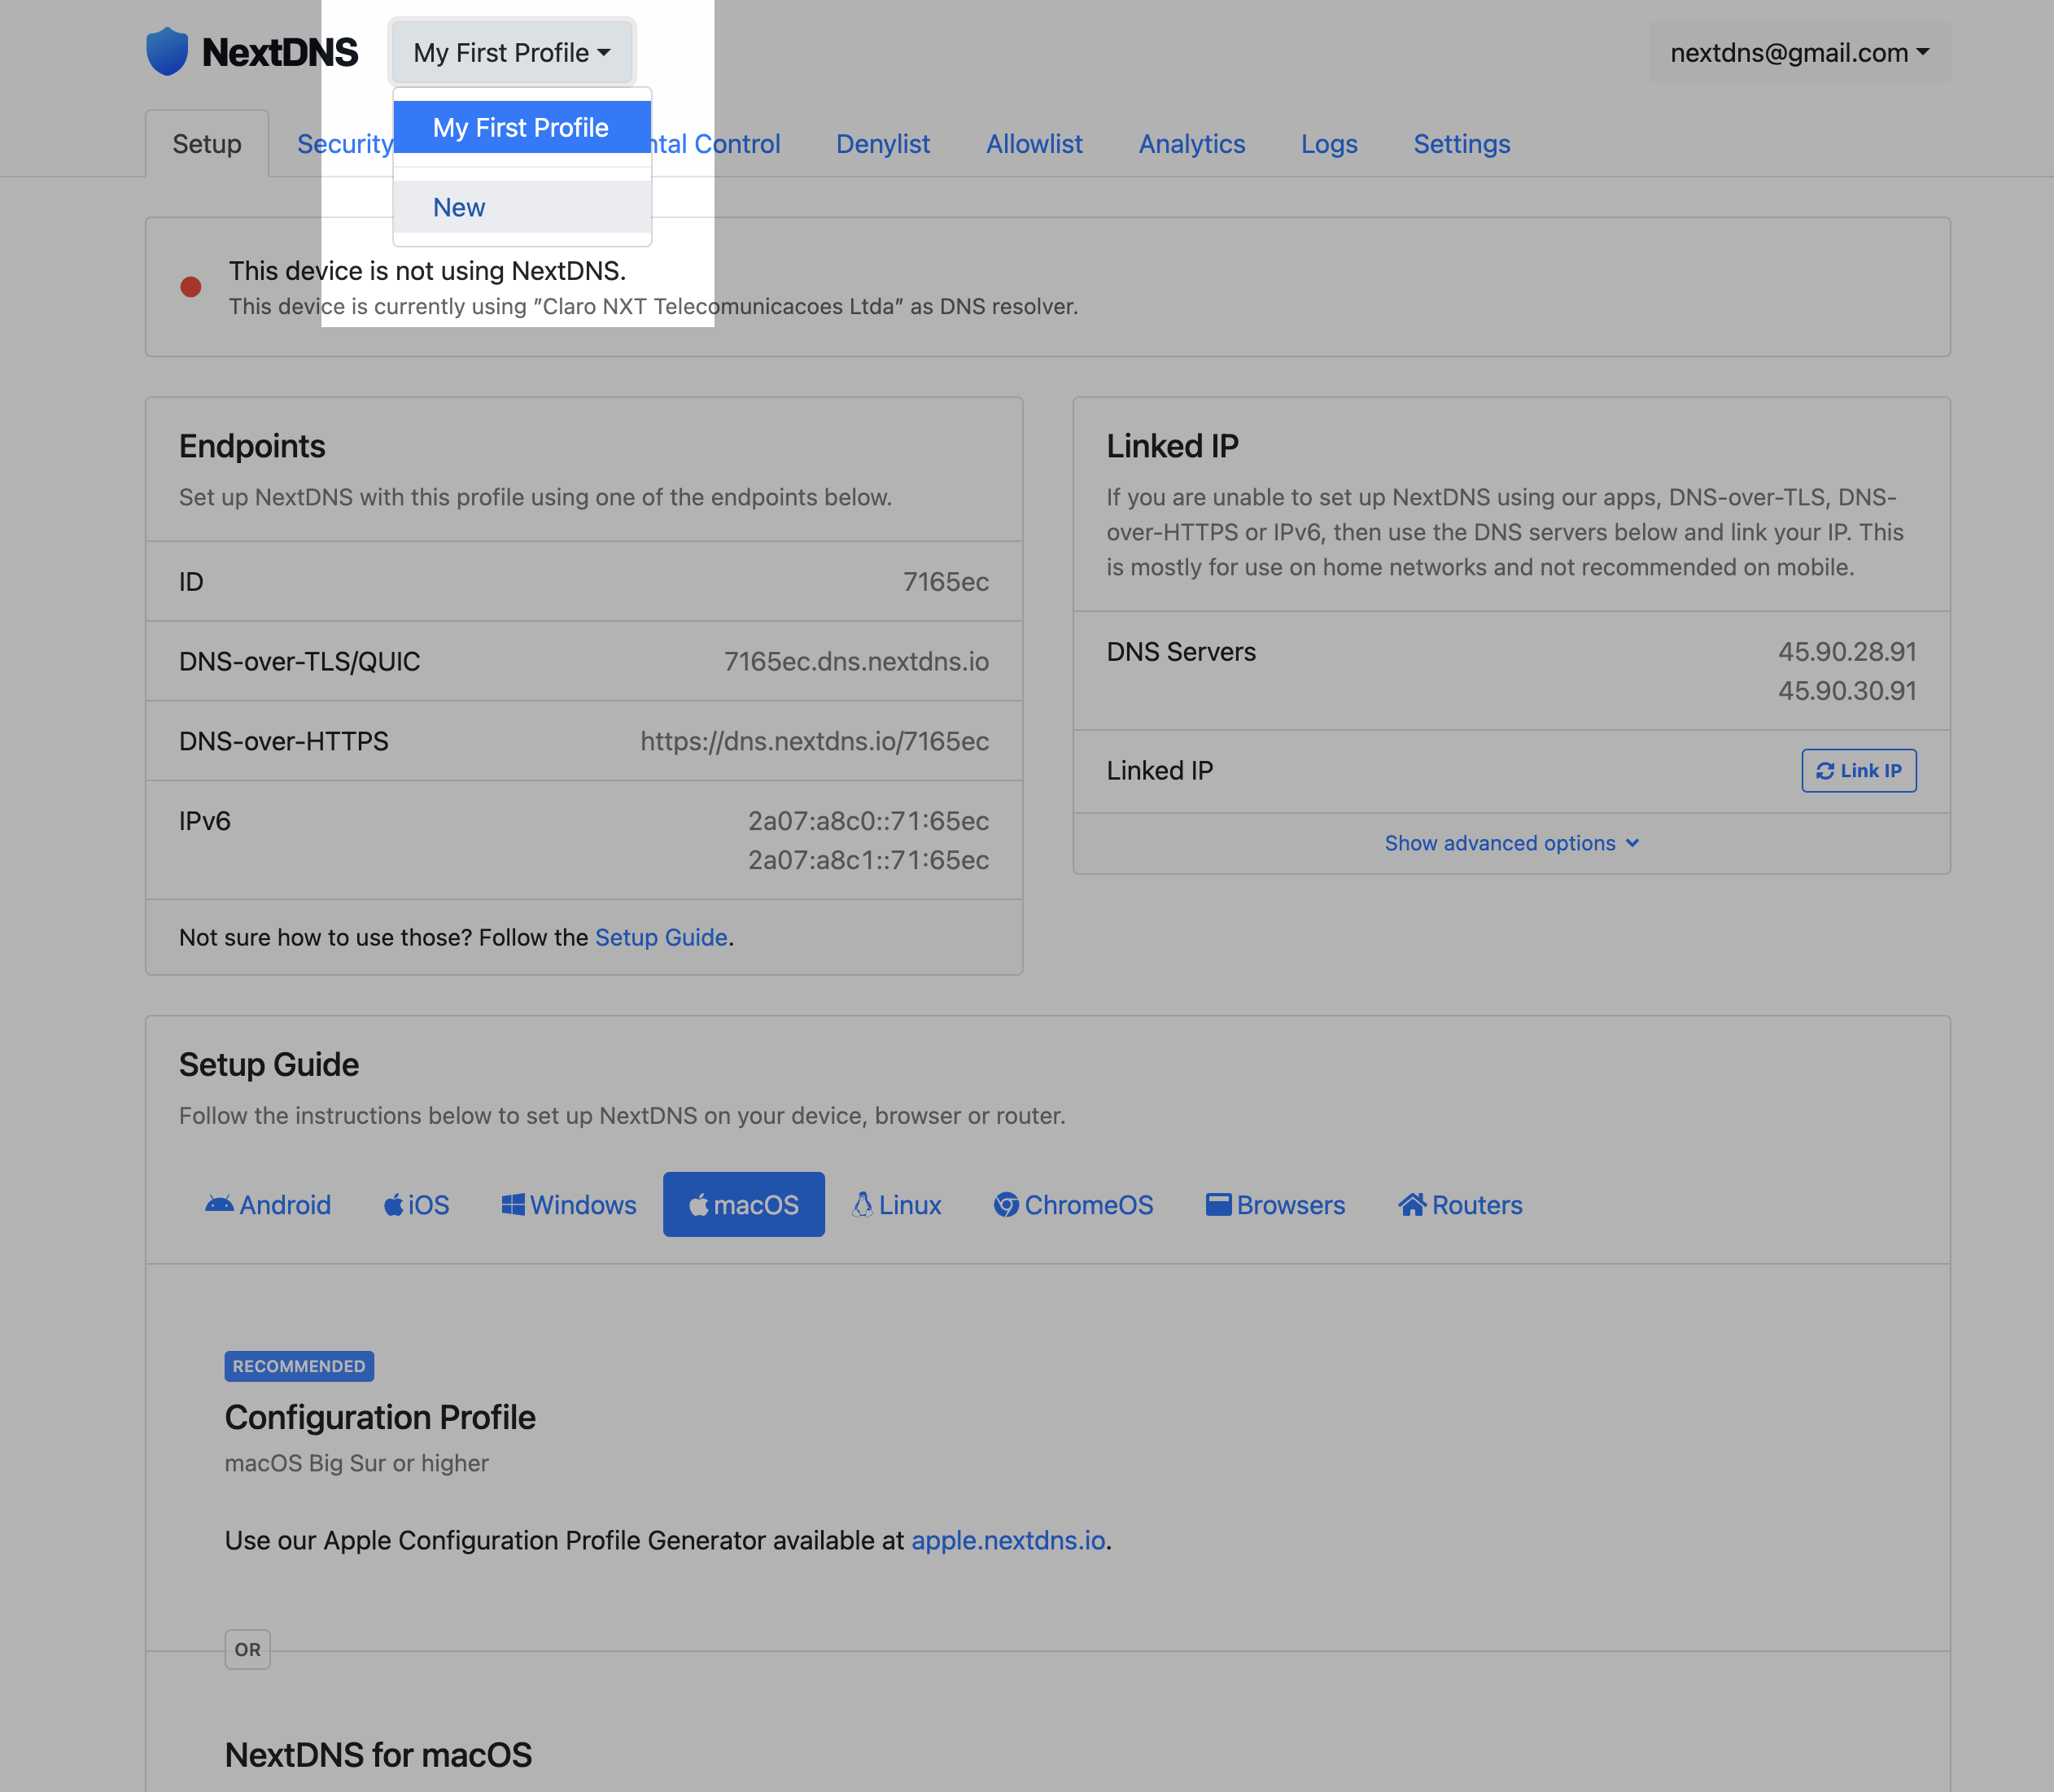 NextDNS
My First Profile
nextdns@gmail.com
My First Profile
New
Setup
Security
ntal Control
Denylist
Allowlist
Analytics
Logs
Settings
This device is not using NextDNS.
This device is currently using ”Claro NXT Telecomunicacoes Ltda” as DNS resolver.
Endpoints
Set up NextDNS with this profile using one of the endpoints below.
ID
7165ec
DNS-over-TLS/QUIC
7165ec.dns.nextdns.io
DNS-over-HTTPS
https://dns.nextdns.io/7165ec
IPv6
2a07:a8c0::71:65ec
2a07:a8c1::71:65ec
Not sure how to use those? Follow the Setup Guide.
Linked IP
If you are unable to set up NextDNS using our apps, DNS-over-TLS, DNS-
over-HTTPS or IPv6, then use the DNS servers below and link your IP. This
is mostly for use on home networks and not recommended on mobile.
DNS Servers
45.90.28.91
45.90.30.91
Linked IP
Link IP
Show advanced options
Setup Guide
Follow the instructions below to set up NextDNS on your device, browser or router.
Android
iOS
Windows
macOS
Linux
ChromeOS
Browsers
Routers
RECOMMENDED
Configuration Profile
macOS Big Sur or higher
Use our Apple Configuration Profile Generator available at apple.nextdns.io.
OR
NextDNS for macOS